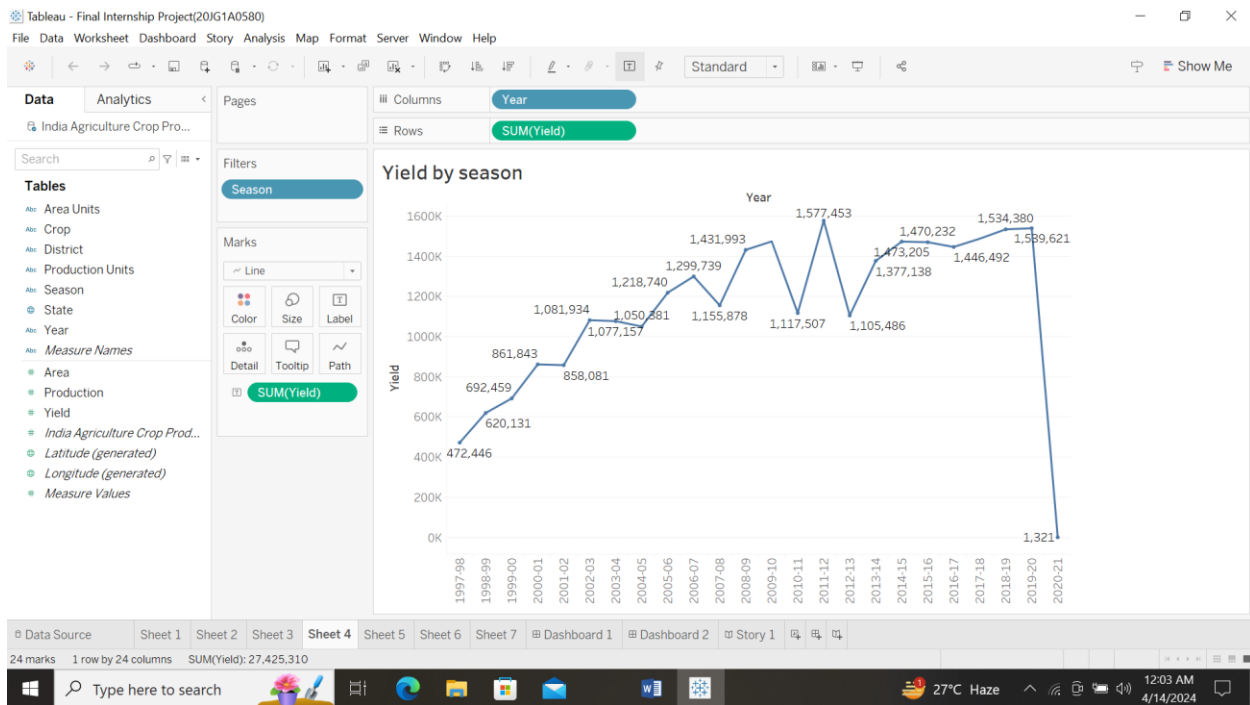 Tableau - Final Internship Project(20JG1A0580)
File Data Worksheet Dashboard Story Analysis Map Format Server Window Help
Standard
Show Me
Data Analytics
India Agriculture Crop Pro...
Search
Tables
Abc Area Units
Abc Crop
Abc District
Abc Production Units
Abc Season
State
Abc Year
Abc Measure Names
# Area
# Production
# Yield
# India Agriculture Crop Prod...
Latitude (generated)
Longitude (generated)
# Measure Values
Pages
Filters
Season
Marks
Line
Color Size Label
Detail Tooltip Path
SUM(Yield)
Columns Year
Rows SUM(Yield)
Yield by season
Year
Yield
1600K
1400K
1200K
1000K
800K
600K
400K
200K
0K
472,446
620,131
692,459
861,843
858,081
1,081,934
1,077,157
1,050,381
1,218,740
1,299,739
1,155,878
1,431,993
1,117,507
1,577,453
1,105,486
1,377,138
1,473,205
1,470,232
1,446,492
1,534,380
1,539,621
1,321
1997-98
1998-99
1999-00
2000-01
2001-02
2002-03
2003-04
2004-05
2005-06
2006-07
2007-08
2008-09
2009-10
2010-11
2011-12
2012-13
2013-14
2014-15
2015-16
2016-17
2017-18
2018-19
2019-20
2020-21
Data Source Sheet 1 Sheet 2 Sheet 3 Sheet 4 Sheet 5 Sheet 6 Sheet 7 Dashboard 1 Dashboard 2 Story 1
24 marks 1 row by 24 columns SUM(Yield): 27,425,310
Type here to search
1
27°C Haze
12:03 AM
4/14/2024